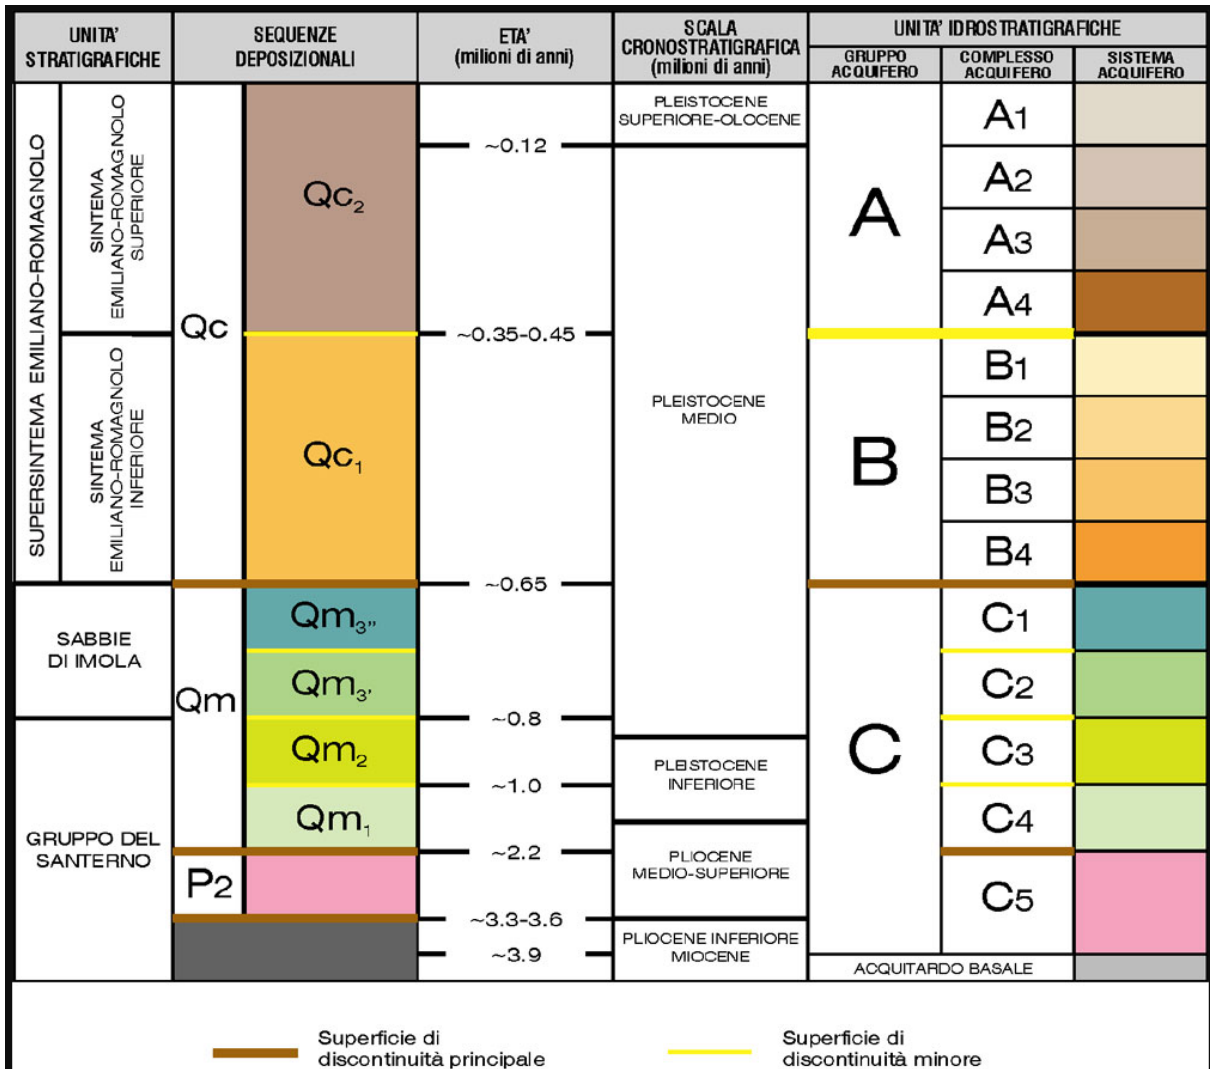 UNITA'
STRATIGRAFICHE
SEQUENZE
DEPOSIZIONALI
ETA'
(milioni di anni)
SCALA
CRONOSTRATIGRAFICA
(milioni di anni)
UNITA' IDROSTRATIGRAFICHE
GRUPPO
ACQUIFERO
COMPLESSO
ACQUIFERO
SISTEMA
ACQUIFERO
SUPERSINTEMA EMILIANO-ROMAGNOLO
SINTEMA
EMILIANO-ROMAGNOLO
SUPERIORE
SINTEMA
EMILIANO-ROMAGNOLO
INFERIORE
SABBIE
DI IMOLA
GRUPPO DEL
SANTERNO
Qc
Qm
P2
Qc2
Qc1
Qm3''
Qm3'
Qm2
Qm1
~0.12
~0.35-0.45
~0.65
~0.8
~1.0
~2.2
~3.3-3.6
~3.9
PLEISTOCENE
SUPERIORE-OLOCENE
PLEISTOCENE
MEDIO
PLEISTOCENE
INFERIORE
PLIOCENE
MEDIO-SUPERIORE
PLIOCENE INFERIORE
MIOCENE
A
B
C
A1
A2
A3
A4
B1
B2
B3
B4
C1
C2
C3
C4
C5
ACQUITARDO BASALE
Superficie di
discontinuità principale
Superficie di
discontinuità minore